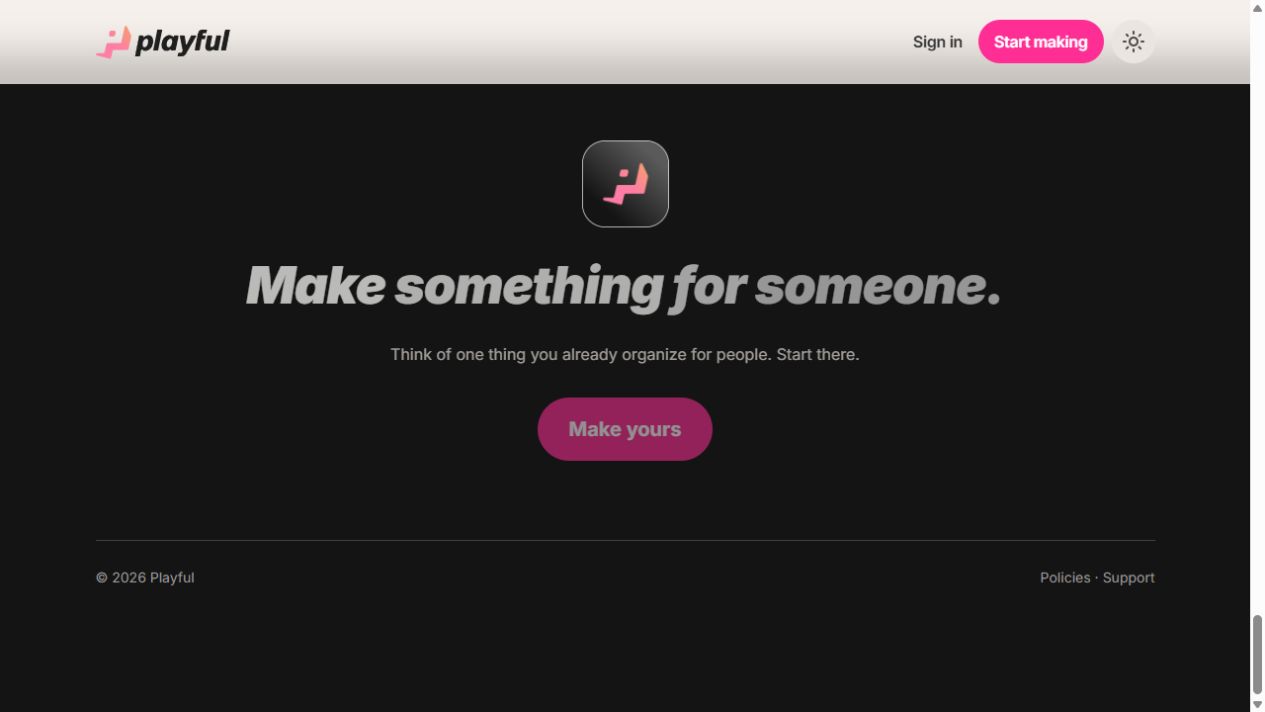 playful
Sign in
Start making
Make something for someone.
Think of one thing you already organize for people. Start there.
Make yours
© 2026 Playful
Policies · Support